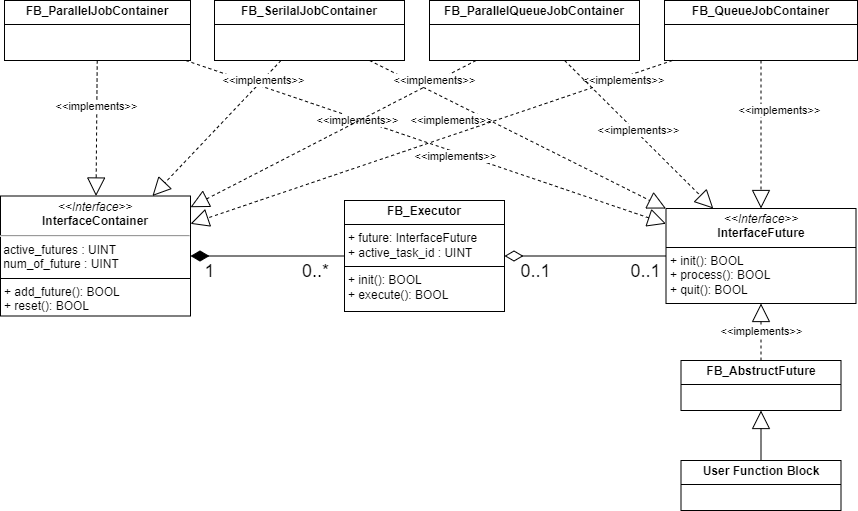 FB_ParallelJobContainer
FB_SerilalJobContainer
FB_ParallelQueueJobContainer
FB_QueueJobContainer
<<implements>>
<<implements>>
<<implements>>
<<implements>>
<<implements>>
<<implements>>
<<implements>>
<<implements>>
<<Interface>>
InterfaceContainer
active_futures : UINT
num_of_future : UINT
+ add_future(): BOOL
+ reset(): BOOL
1
0..*
FB_Executor
+ future: InterfaceFuture
+ active_task_id : UINT
+ init(): BOOL
+ execute(): BOOL
0..1
0..1
<<Interface>>
InterfaceFuture
+ init(): BOOL
+ process(): BOOL
+ quit(): BOOL
<<implements>>
FB_AbstructFuture
User Function Block